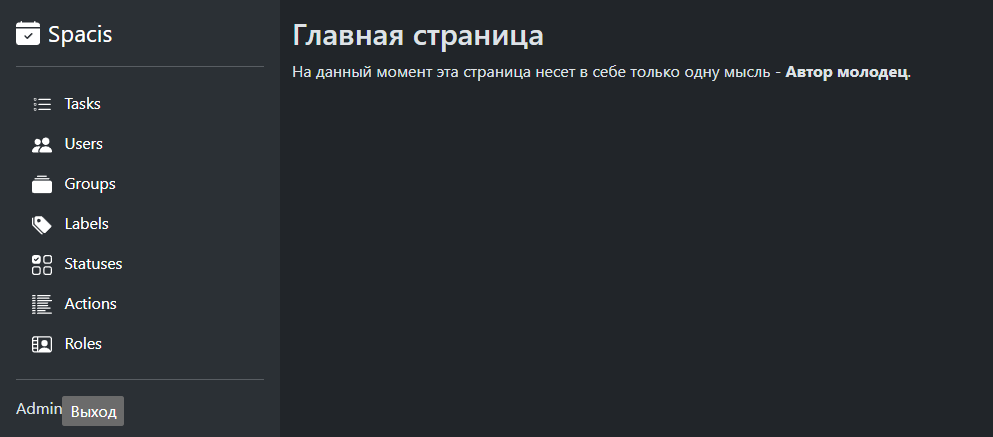 Spacis
Tasks
Users
Groups
Labels
Statuses
Actions
Roles
Admin Выход
Главная страница
На данный момент эта страница несет в себе только одну мысль - Автор молодец.